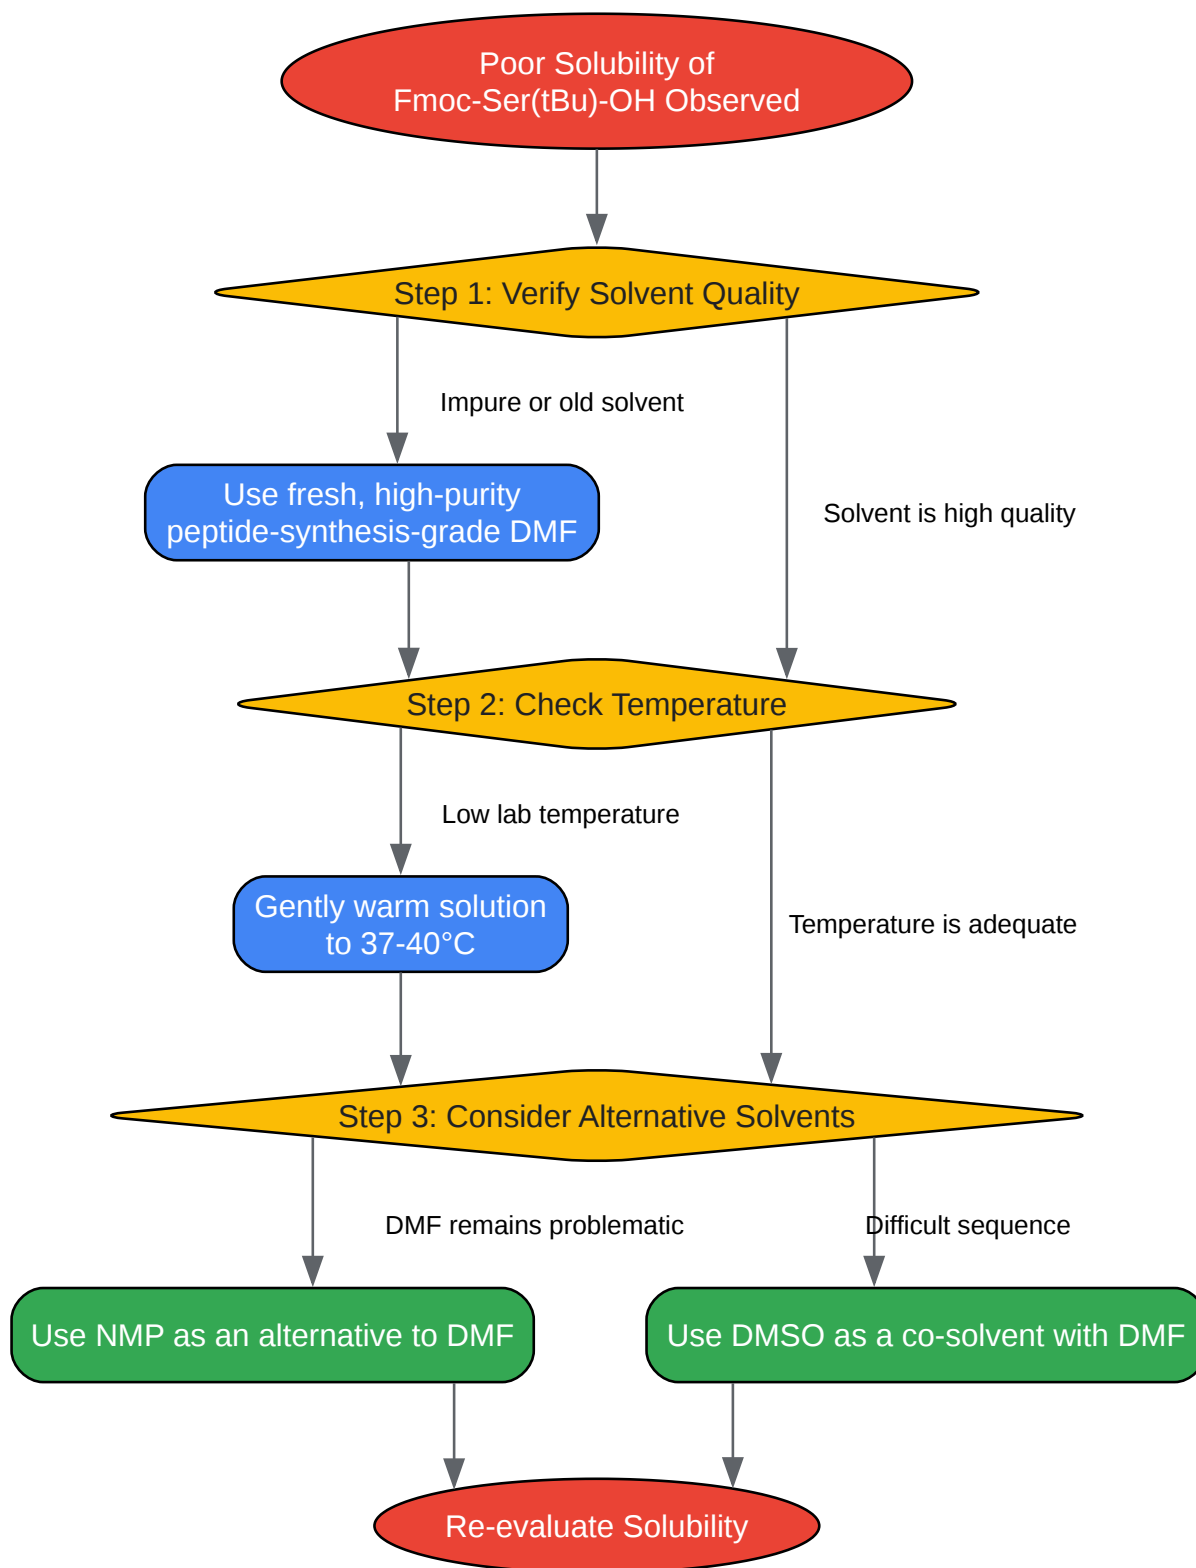 Poor Solubility of
Fmoc-Ser(tBu)-OH Observed
Step 1: Verify Solvent Quality
Impure or old solvent
Use fresh, high-purity
peptide-synthesis-grade DMF
Solvent is high quality
Step 2: Check Temperature
Low lab temperature
Gently warm solution
to 37-40°C
Temperature is adequate
Step 3: Consider Alternative Solvents
DMF remains problematic
Difficult sequence
Use NMP as an alternative to DMF
Use DMSO as a co-solvent with DMF
Re-evaluate Solubility